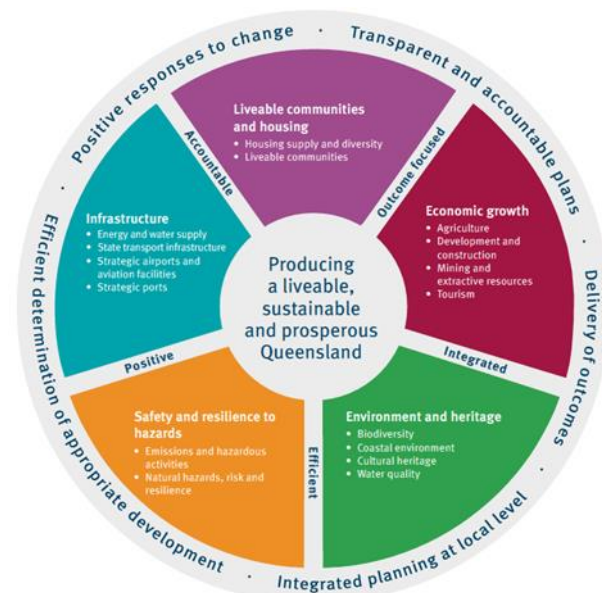 Positive responses to change
Transparent and accountable plans
Delivery of outcomes
Integrated planning at local level
Efficient determination of appropriate development
Liveable communities
and housing
• Housing supply and diversity
• Liveable communities
Accountable
Outcome focused
Infrastructure
• Energy and water supply
• State transport infrastructure
• Strategic airports and
aviation facilities
• Strategic ports
Economic growth
• Agriculture
• Development and
construction
• Mining and
extractive resources
• Tourism
Producing
a liveable,
sustainable
and prosperous
Queensland
Positive
Integrated
Safety and resilience to
hazards
• Emissions and hazardous
activities
• Natural hazards, risk and
resilience
Efficient
Environment and heritage
• Biodiversity
• Coastal environment
• Cultural heritage
• Water quality